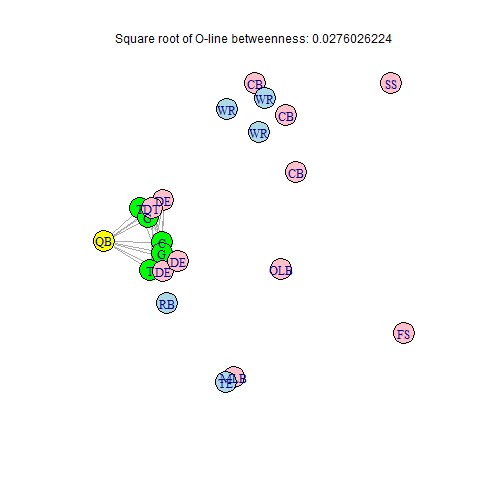 Square root of O-line betweenness: 0.0276026224
CB
SS
WR
WR
CB
WR
CB
DE
T
DT
G
QB
C
G
DE
T
DE
OLB
RB
FS
MLB
TE